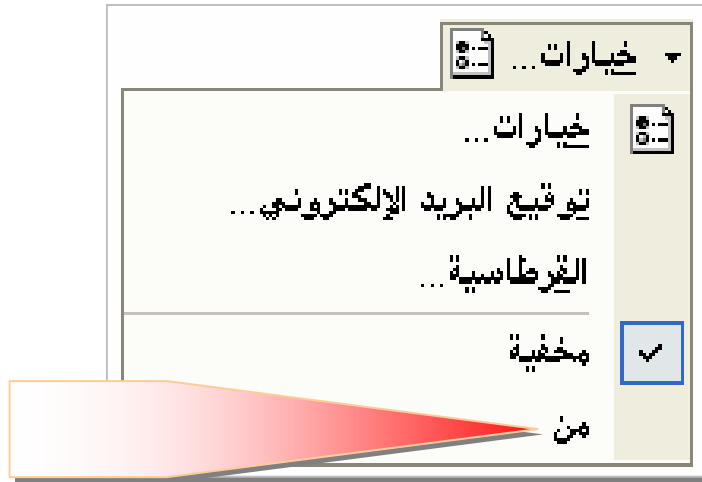 خيارات...
خيارات...
توقيع البريد الإلكتروني...
القرطاسية...
مخفية
من